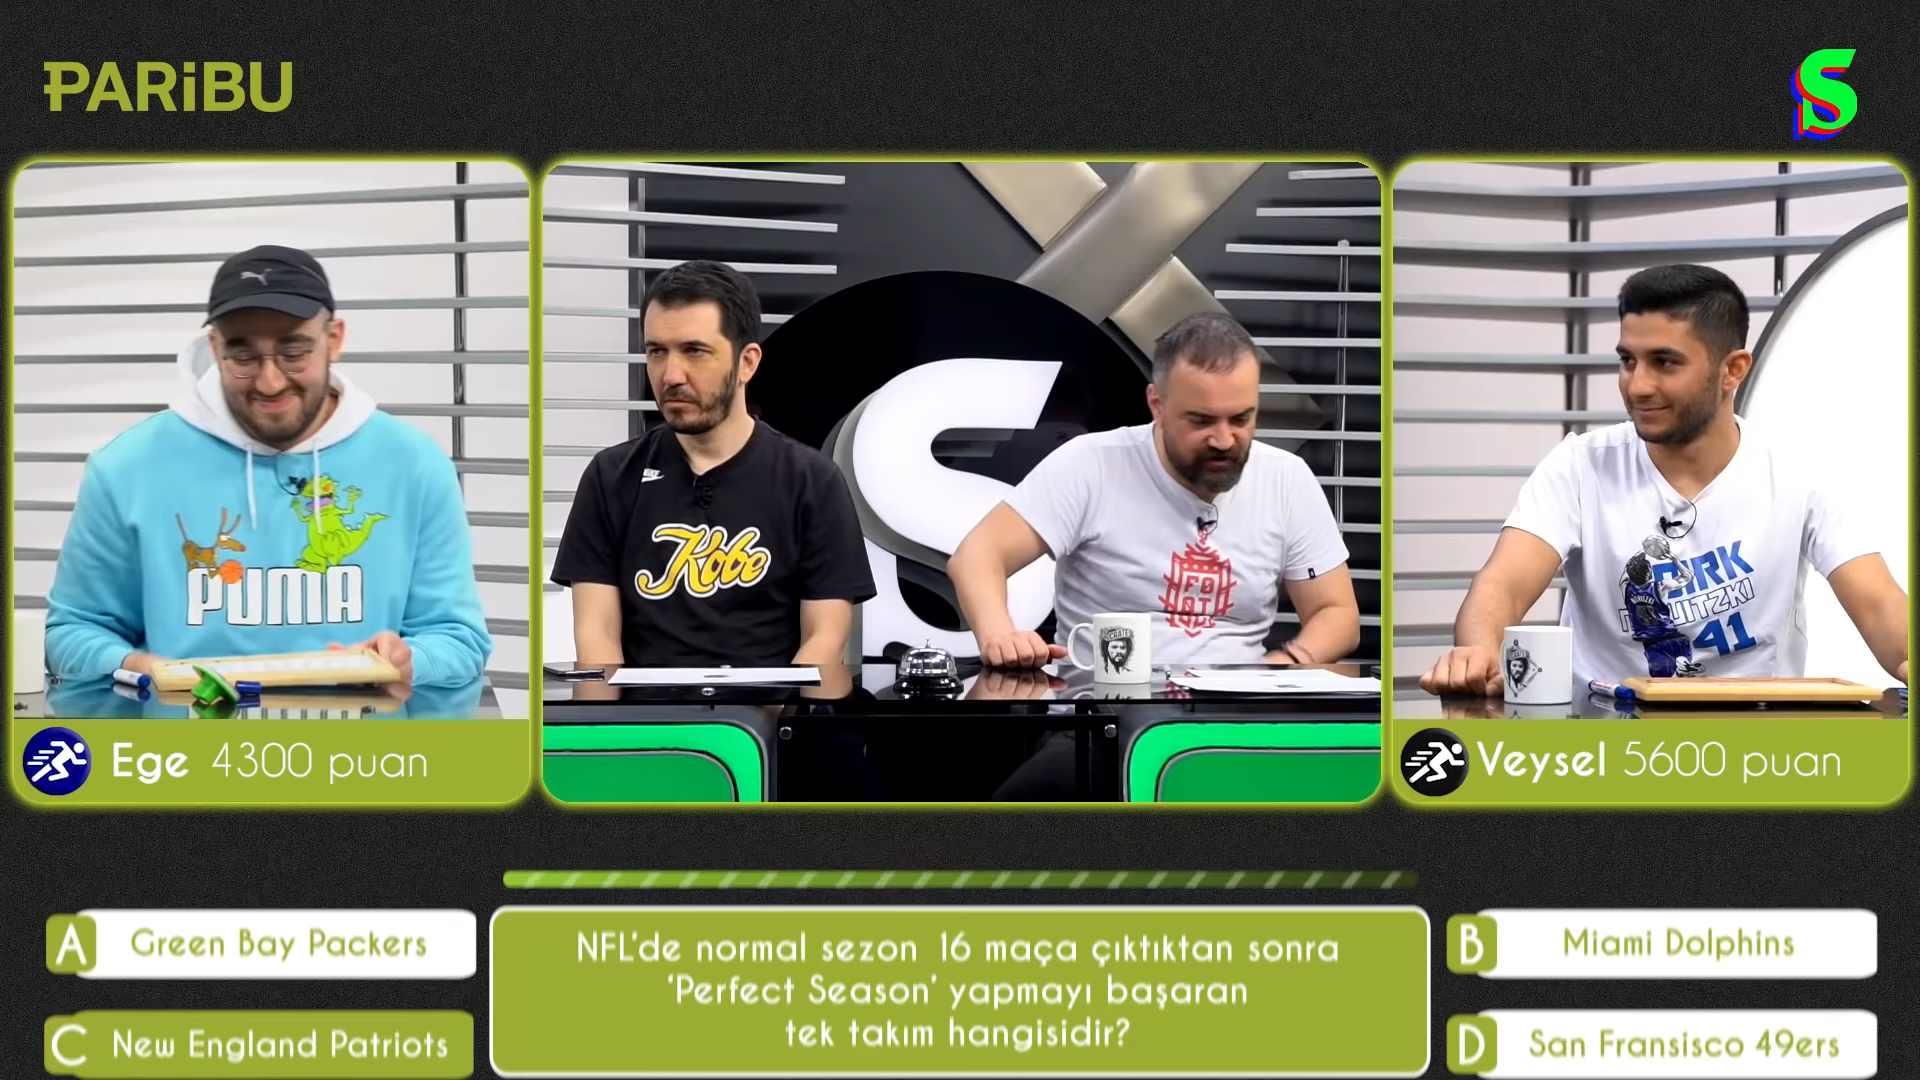 PARiBU
S
PUMA
Kobe
DIRK
41
Ege 4300 puan
Veysel 5600 puan
NFL'de normal sezon 16 maça çıktıktan sonra
'Perfect Season' yapmayı başaran
tek takım hangisidir?
A Green Bay Packers
B Miami Dolphins
C New England Patriots
D San Fransisco 49ers